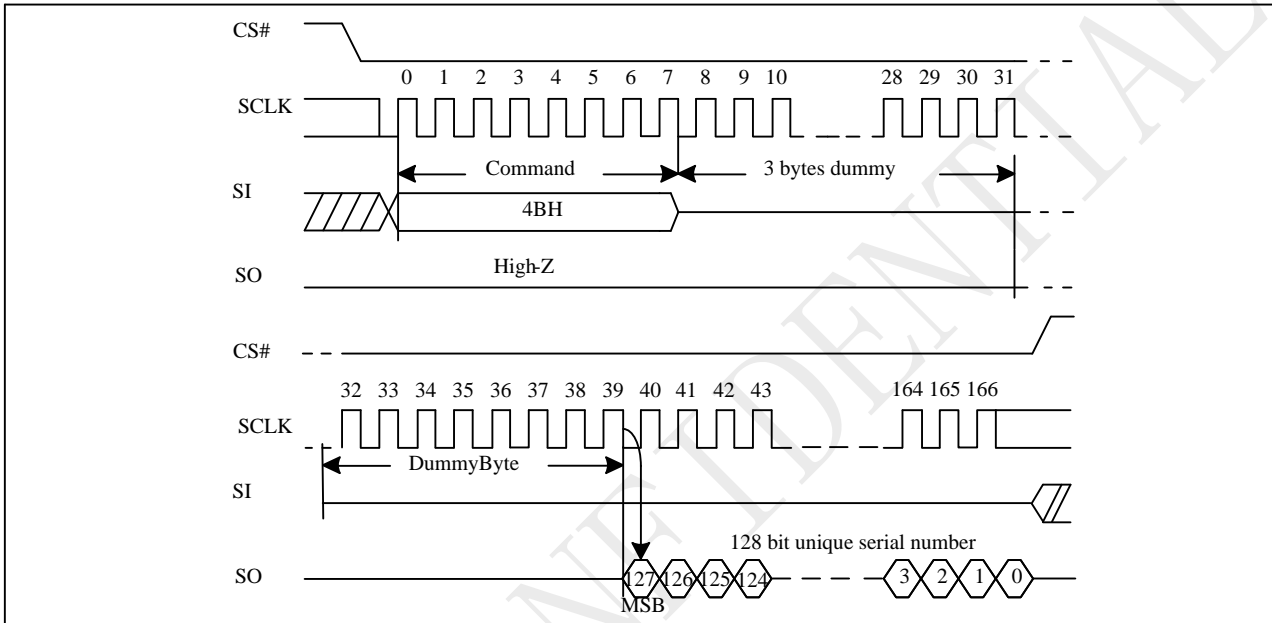 CS#
0 1 2 3 4 5 6 7 8 9 10 28 29 30 31
SCLK
Command 3 bytes dummy
SI
4BH
High-Z
SO
CS#
32 33 34 35 36 37 38 39 40 41 42 43 164 165 166
SCLK
DummyByte
SI
128 bit unique serial number
SO
127 126 125 124 3 2 1 0
MSB